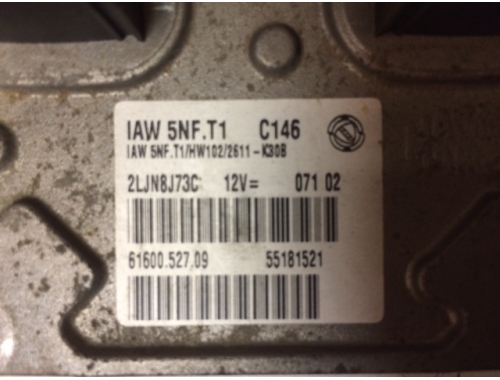 IAW 5NF.T1 C146
IAW 5NF.T1/HW102/2611-K30B
2LJN8J73C 12V= 071 02
61600.527.09 55181521